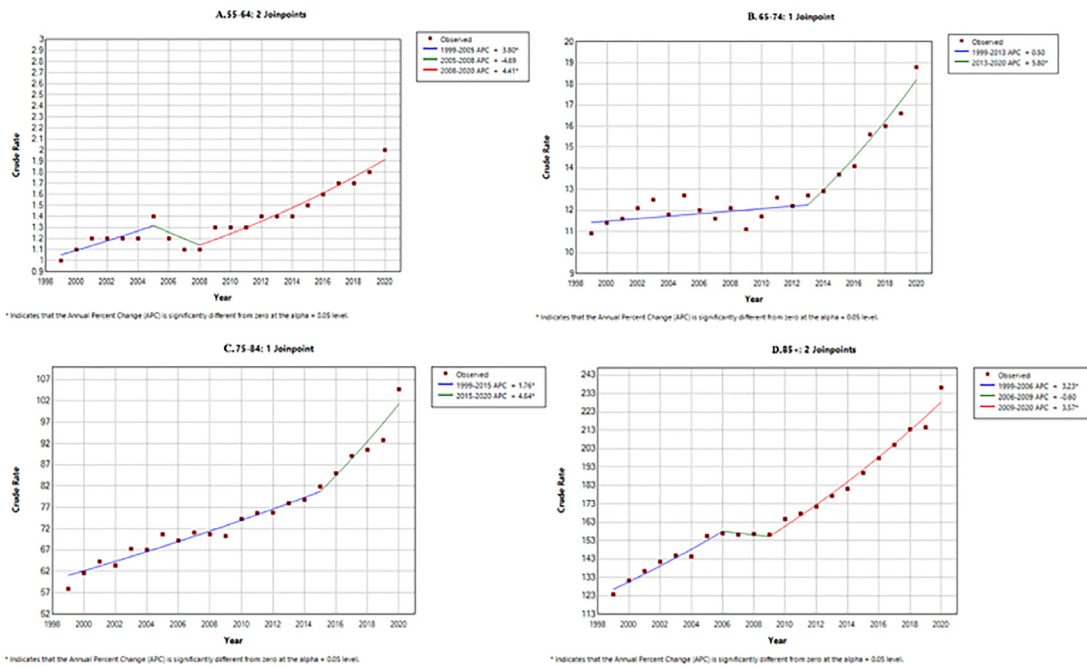 A. 55-64: 2 Joinpoints
Observed
1999-2005 APC = 3.80*
2005-2008 APC = -4.69
2008-2020 APC = 4.41*
Crude Rate
3
2.9
2.8
2.7
2.6
2.5
2.4
2.3
2.2
2.1
2
1.9
1.8
1.7
1.6
1.5
1.4
1.3
1.2
1.1
1
0.9
1998 2000 2002 2004 2006 2008 2010 2012 2014 2016 2018 2020
Year
* Indicates that the Annual Percent Change (APC) is significantly different from zero at the alpha = 0.05 level.
B. 65-74: 1 Joinpoint
Observed
1999-2013 APC = 0.50
2013-2020 APC = 5.80*
Crude Rate
20
19
18
17
16
15
14
13
12
11
10
9
1998 2000 2002 2004 2006 2008 2010 2012 2014 2016 2018 2020
Year
* Indicates that the Annual Percent Change (APC) is significantly different from zero at the alpha = 0.05 level.
C. 75-84: 1 Joinpoint
Observed
1999-2015 APC = 1.76*
2015-2020 APC = 4.64*
Crude Rate
107
102
97
92
87
82
77
72
67
62
57
52
1998 2000 2002 2004 2006 2008 2010 2012 2014 2016 2018 2020
Year
* Indicates that the Annual Percent Change (APC) is significantly different from zero at the alpha = 0.05 level.
D. 85+: 2 Joinpoints
Observed
1999-2006 APC = 3.23*
2006-2009 APC = -0.60
2009-2020 APC = 3.57*
Crude Rate
243
233
223
213
203
193
183
173
163
153
143
133
123
113
1998 2000 2002 2004 2006 2008 2010 2012 2014 2016 2018 2020
Year
* Indicates that the Annual Percent Change (APC) is significantly different from zero at the alpha = 0.05 level.